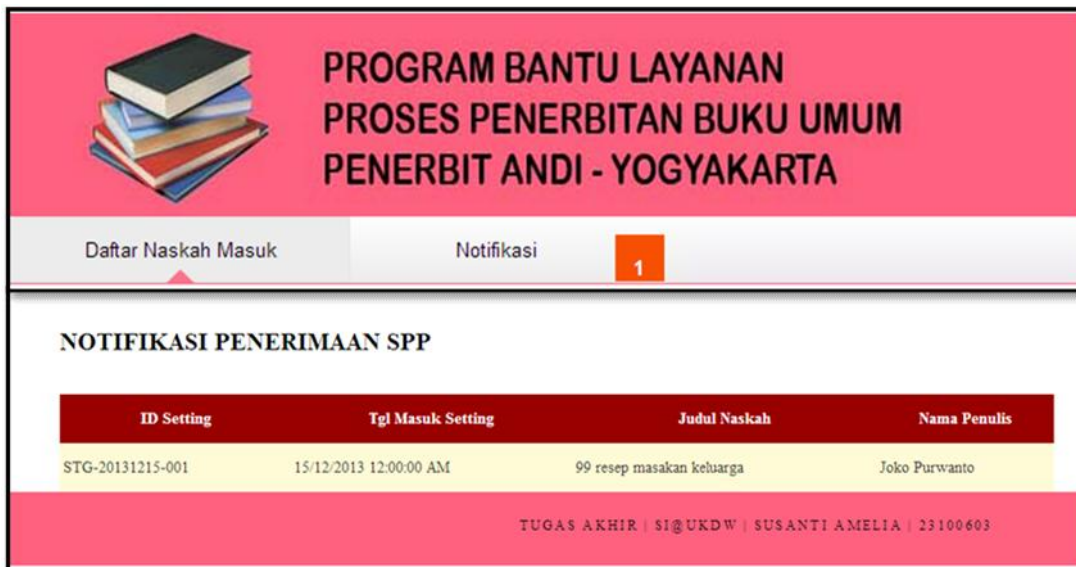 PROGRAM BANTU LAYANAN
PROSES PENERBITAN BUKU UMUM
PENERBIT ANDI - YOGYAKARTA
Daftar Naskah Masuk Notifikasi 1
NOTIFIKASI PENERIMAAN SPP
ID Setting Tgl Masuk Setting Judul Naskah Nama Penulis
STG-20131215-001 15/12/2013 12:00:00 AM 99 resep masakan keluarga Joko Purwanto
TUGAS AKHIR | SI@UKDW | SUSANTI AMELIA | 23100603